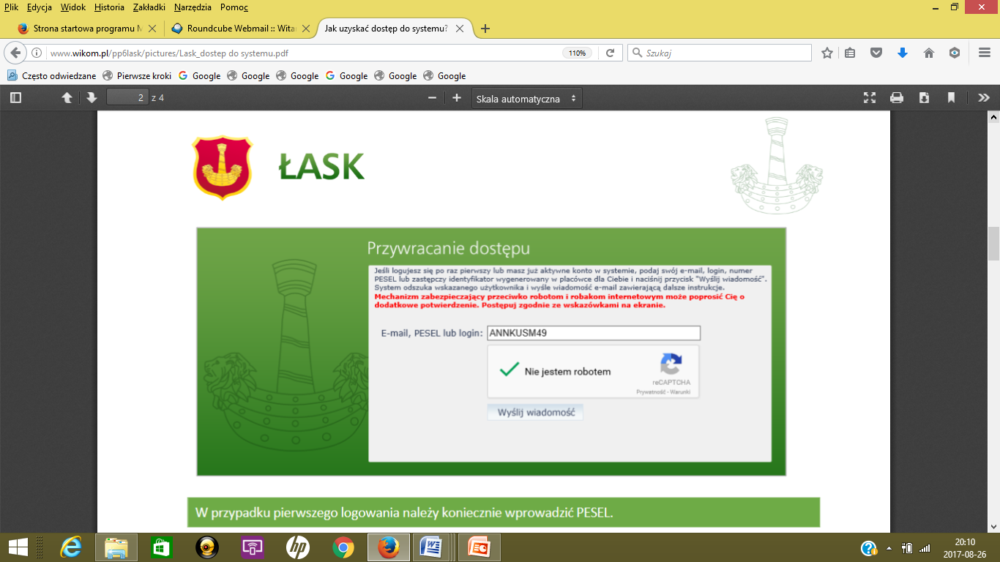 Plik Edycja Widok Historia Zakładki Narzędzia Pomoc
Strona startowa programu M
Roundcube Webmail :: Wita
Jak uzyskać dostęp do systemu?
www.wikom.pl/pp6lask/pictures/Lask_dostep do systemu.pdf
110%
Szukaj
Często odwiedzane Pierwsze kroki Google Google Google Google Google Google
2 z 4
Skala automatyczna
ŁASK
Przywracanie dostępu
Jeśli logujesz się po raz pierwszy lub masz już aktywne konto w systemie, podaj swój e-mail, login, numer
PESEL lub zastępczy identyfikator wygenerowany w placówce dla Ciebie i naciśnij przycisk "Wyślij wiadomość".
System odszuka wskazanego użytkownika i wyśle wiadomość e-mail zawierającą dalsze instrukcje.
Mechanizm zabezpieczający przeciwko robotom i robakom internetowym może poprosić Cię o
dodatkowe potwierdzenie. Postępuj zgodnie ze wskazówkami na ekranie.
E-mail, PESEL lub login: ANNKUSM49
Nie jestem robotem
reCAPTCHA
Prywatność - Warunki
Wyślij wiadomość
W przypadku pierwszego logowania należy koniecznie wprowadzić PESEL.
20:10
2017-08-26